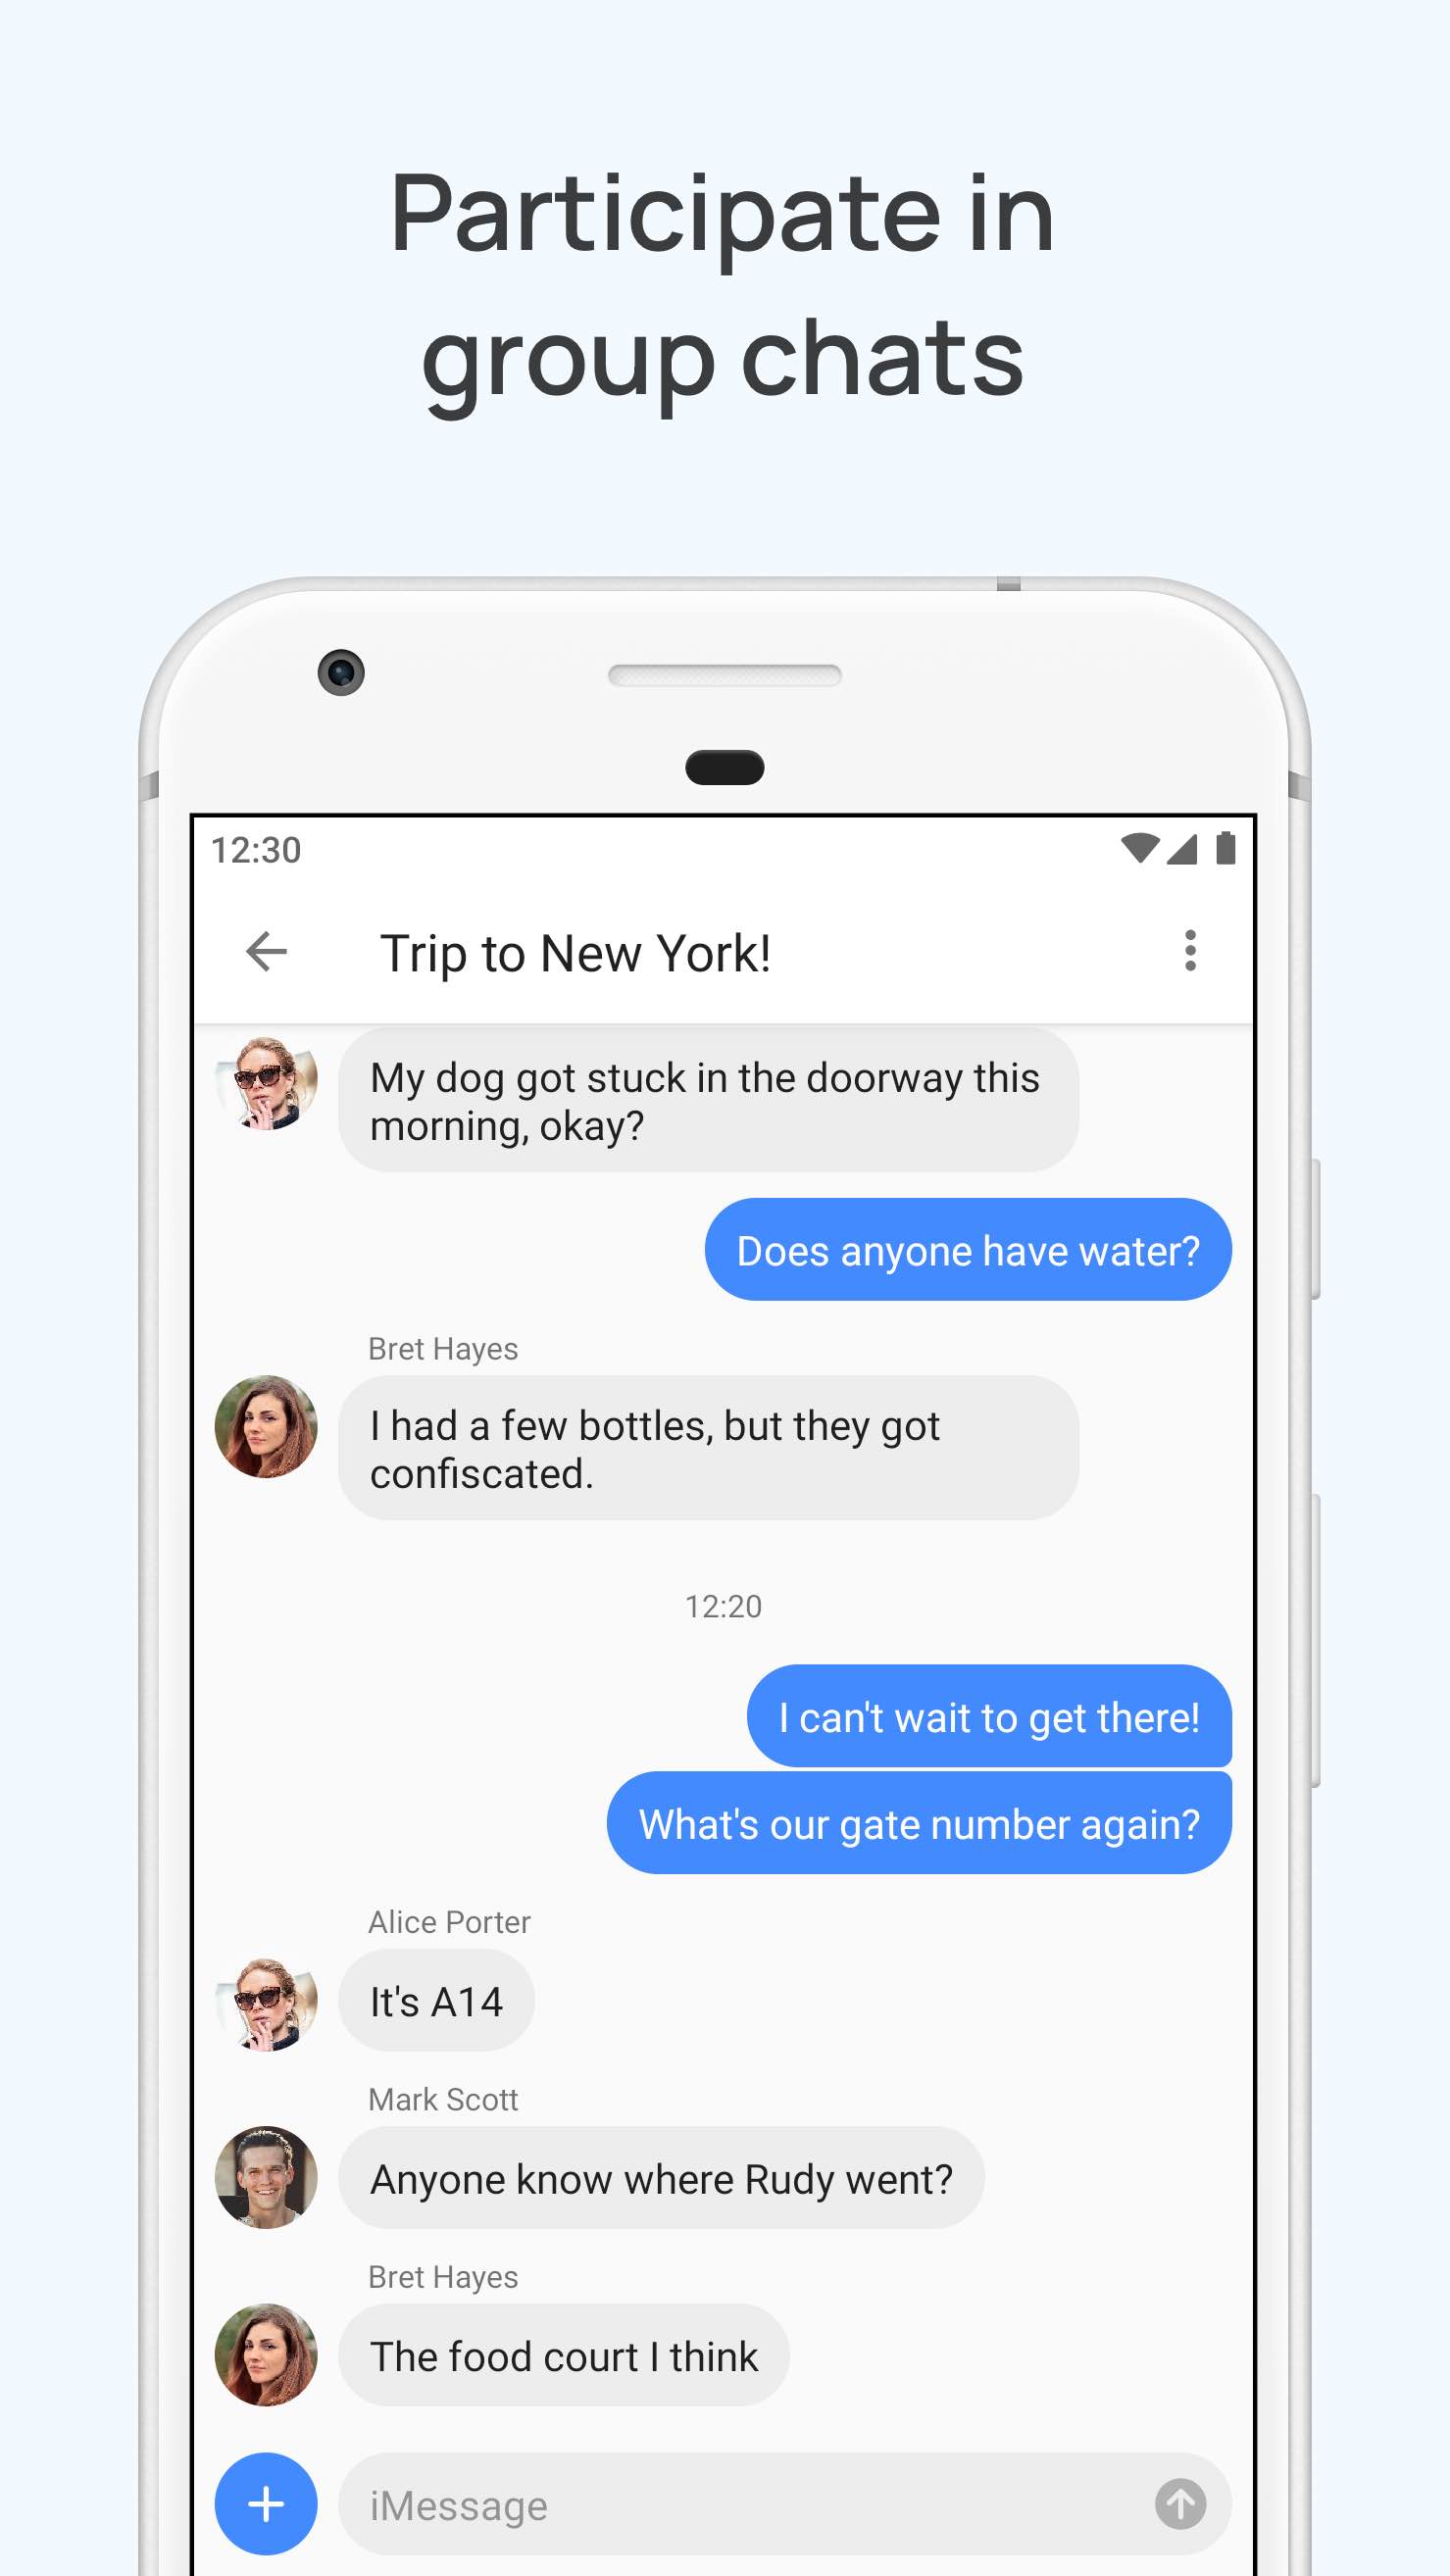 Participate in
group chats
12:30
Trip to New York!
My dog got stuck in the doorway this
morning, okay?
Does anyone have water?
Bret Hayes
I had a few bottles, but they got
confiscated.
12:20
I can't wait to get there!
What's our gate number again?
Alice Porter
It's A14
Mark Scott
Anyone know where Rudy went?
Bret Hayes
The food court I think
iMessage